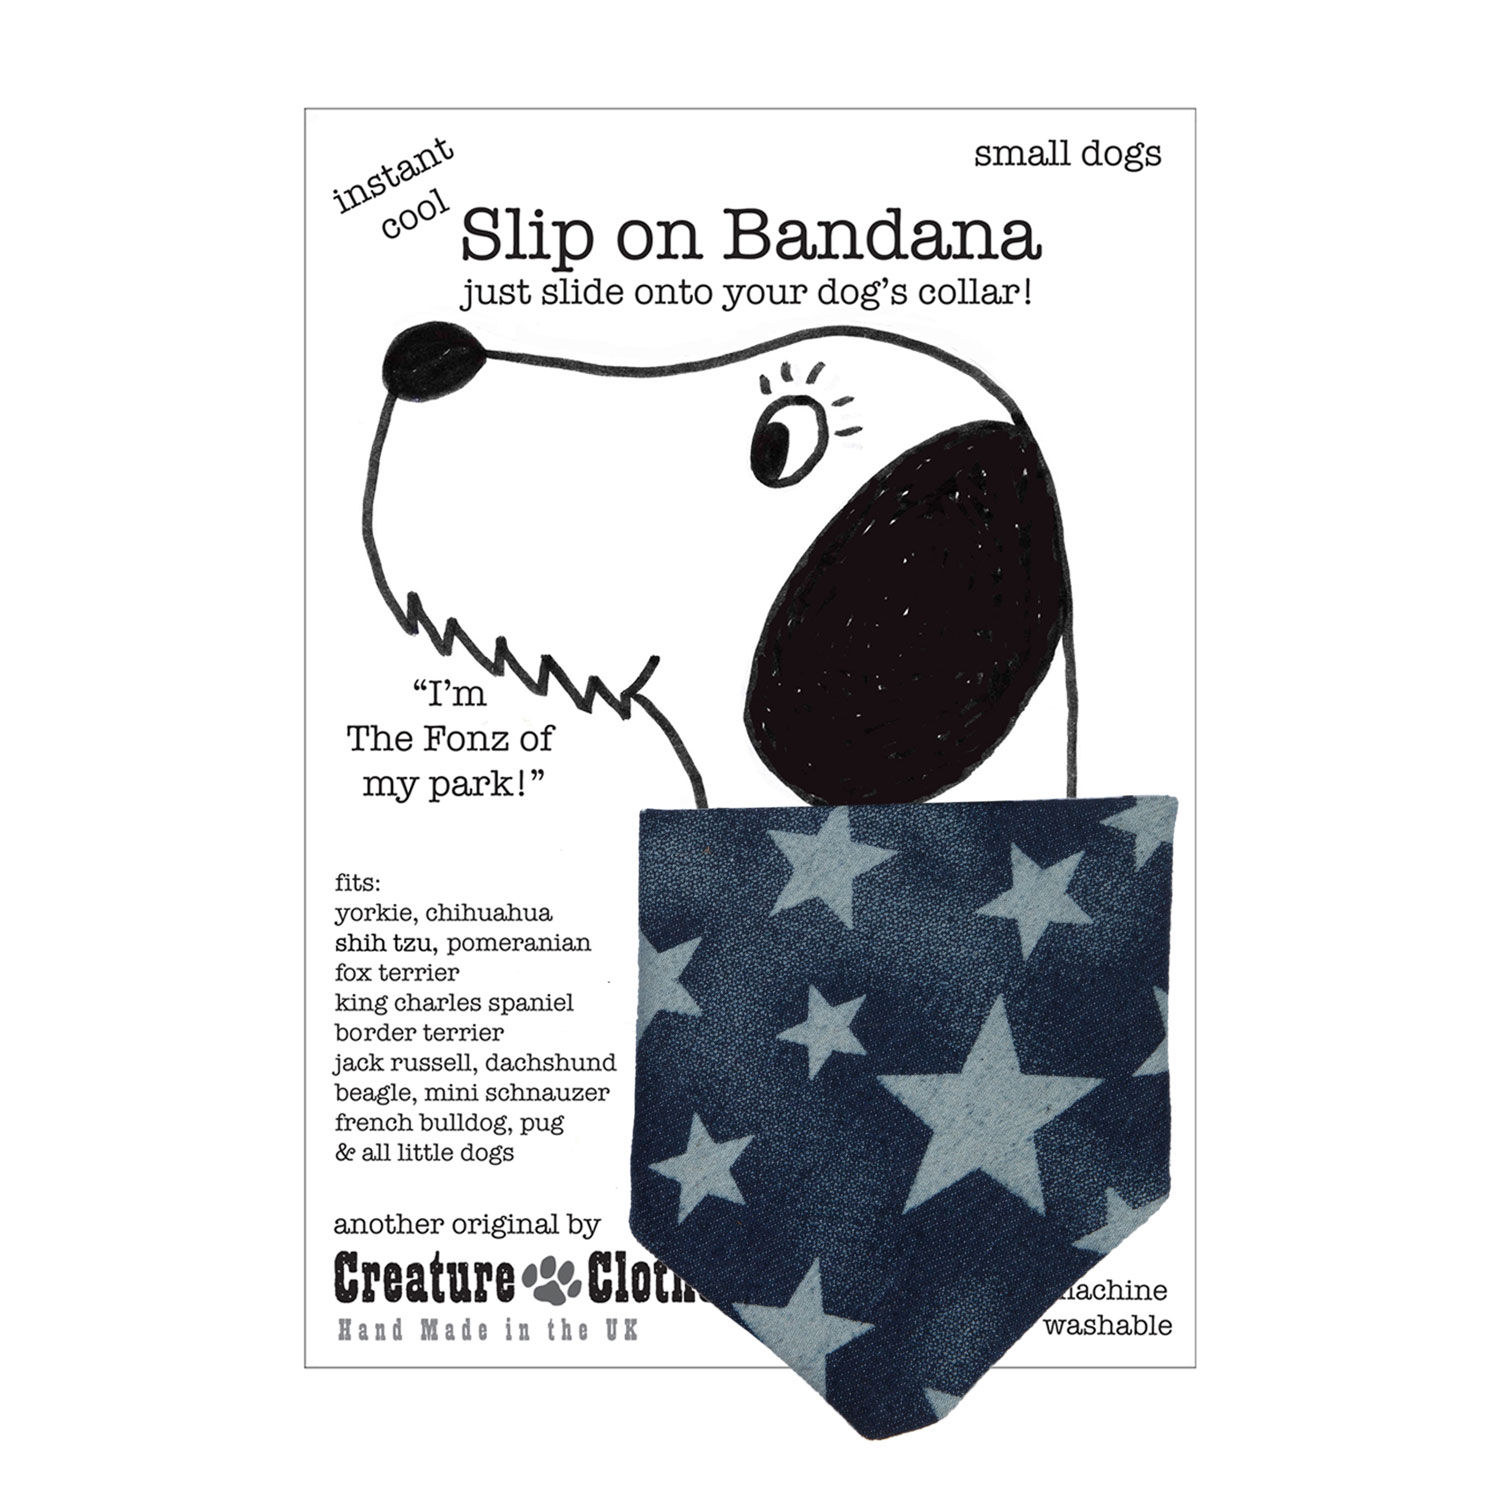 instant
cool
small dogs
Slip on Bandana
just slide onto your dog's collar!
"I'm
The Fonz of
my park!"
fits:
yorkie, chihuahua
shih tzu, pomeranian
fox terrier
king charles spaniel
border terrier
jack russell, dachshund
beagle, mini schnauzer
french bulldog, pug
& all little dogs
another original by
Creature
Hand Made in the UK
washable